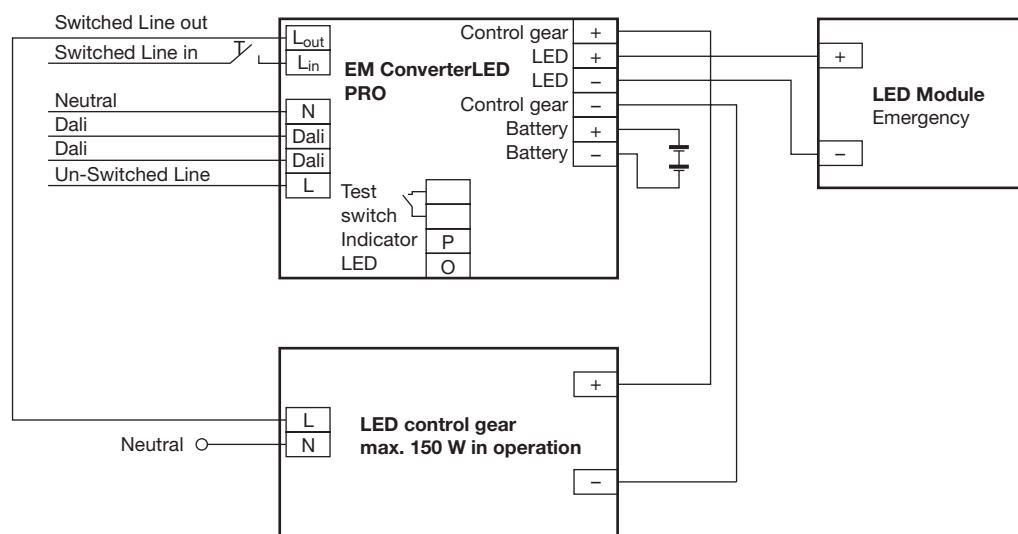 Switched Line out
Switched Line in
Neutral
Dali
Dali
Un-Switched Line
Lout
Lin
N
Dali
Dali
L
EM ConverterLED
PRO
Test
switch
Indicator
LED
P
O
Control gear +
LED +
LED –
Control gear –
Battery +
Battery –
+
–
LED Module
Emergency
L
N
Neutral
LED control gear
max. 150 W in operation
+
–